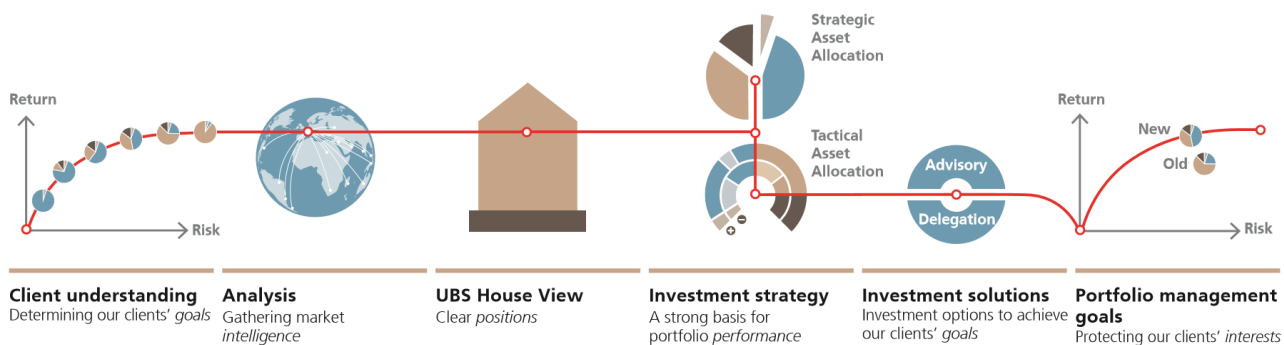 Return
Risk
Strategic
Asset
Allocation
Tactical
Asset
Allocation
Advisory
Delegation
Return
New
Old
Risk
Client understanding
Determining our clients' goals
Analysis
Gathering market
intelligence
UBS House View
Clear positions
Investment strategy
A strong basis for
portfolio performance
Investment solutions
Investment options to achieve
our clients' goals
Portfolio management
goals
Protecting our clients' interests